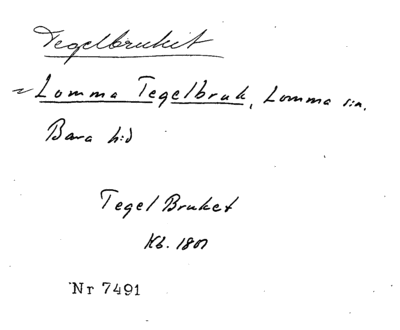 Tegelbruket
= Lomma Tegelbruk, Lomma sn,
Bara hd
Tegel Bruket
Kb. 1801
Nr 7491